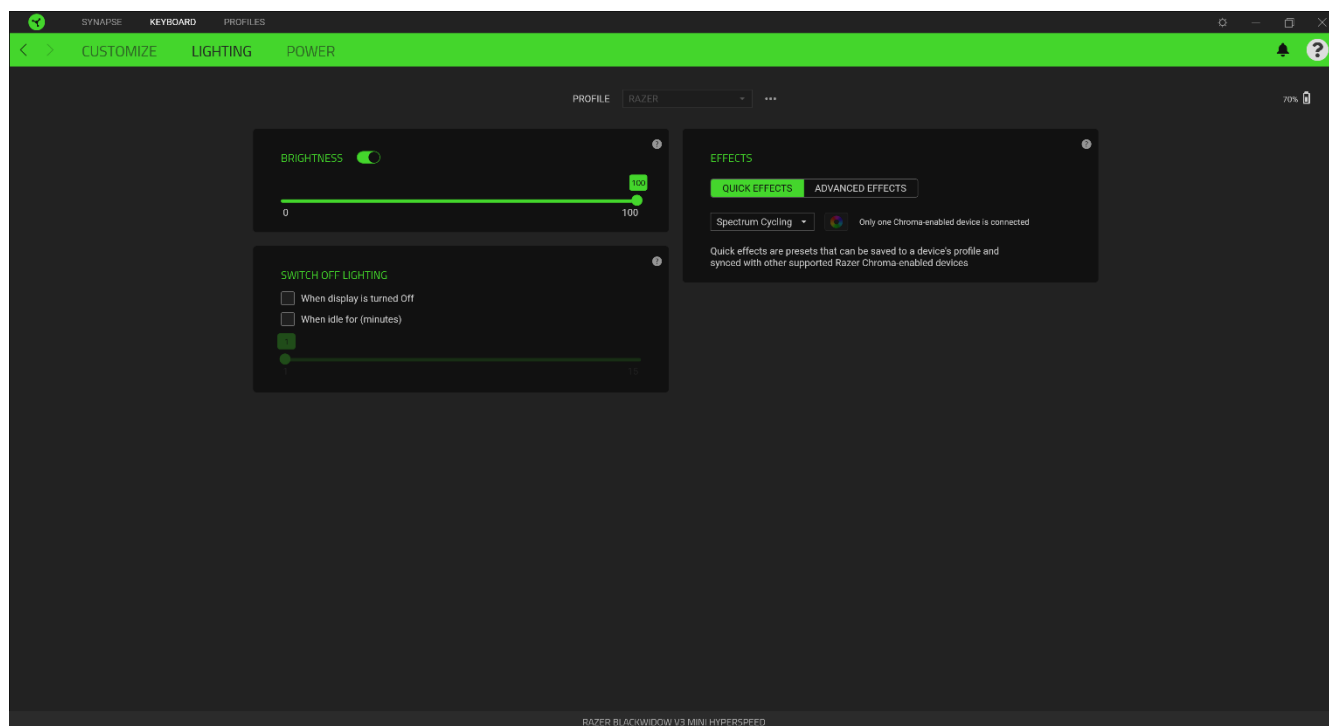 SYNAPSE KEYBOARD PROFILES
CUSTOMIZE LIGHTING POWER
?
PROFILE RAZER
70%
BRIGHTNESS
?
100
0 100
SWITCH OFF LIGHTING
?
When display is turned Off
When idle for (minutes)
1
1 15
EFFECTS
?
QUICK EFFECTS ADVANCED EFFECTS
Spectrum Cycling Only one Chroma-enabled device is connected
Quick effects are presets that can be saved to a device's profile and
synced with other supported Razer Chroma-enabled devices
RAZER BLACKWIDOW V3 MINI HYPERSPEED